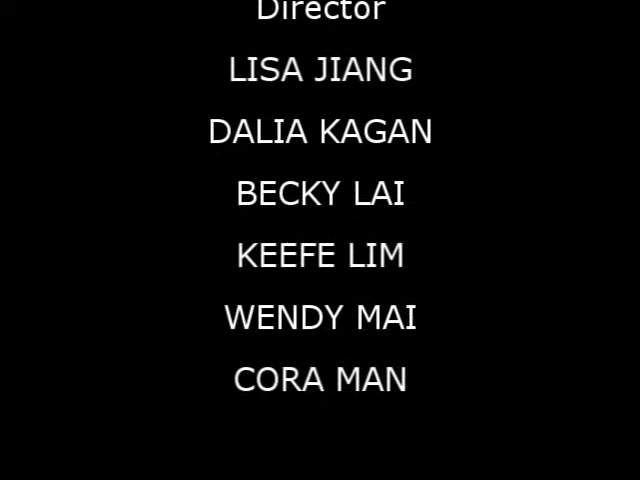 Director
LISA JIANG
DALIA KAGAN
BECKY LAI
KEEFE LIM
WENDY MAI
CORA MAN